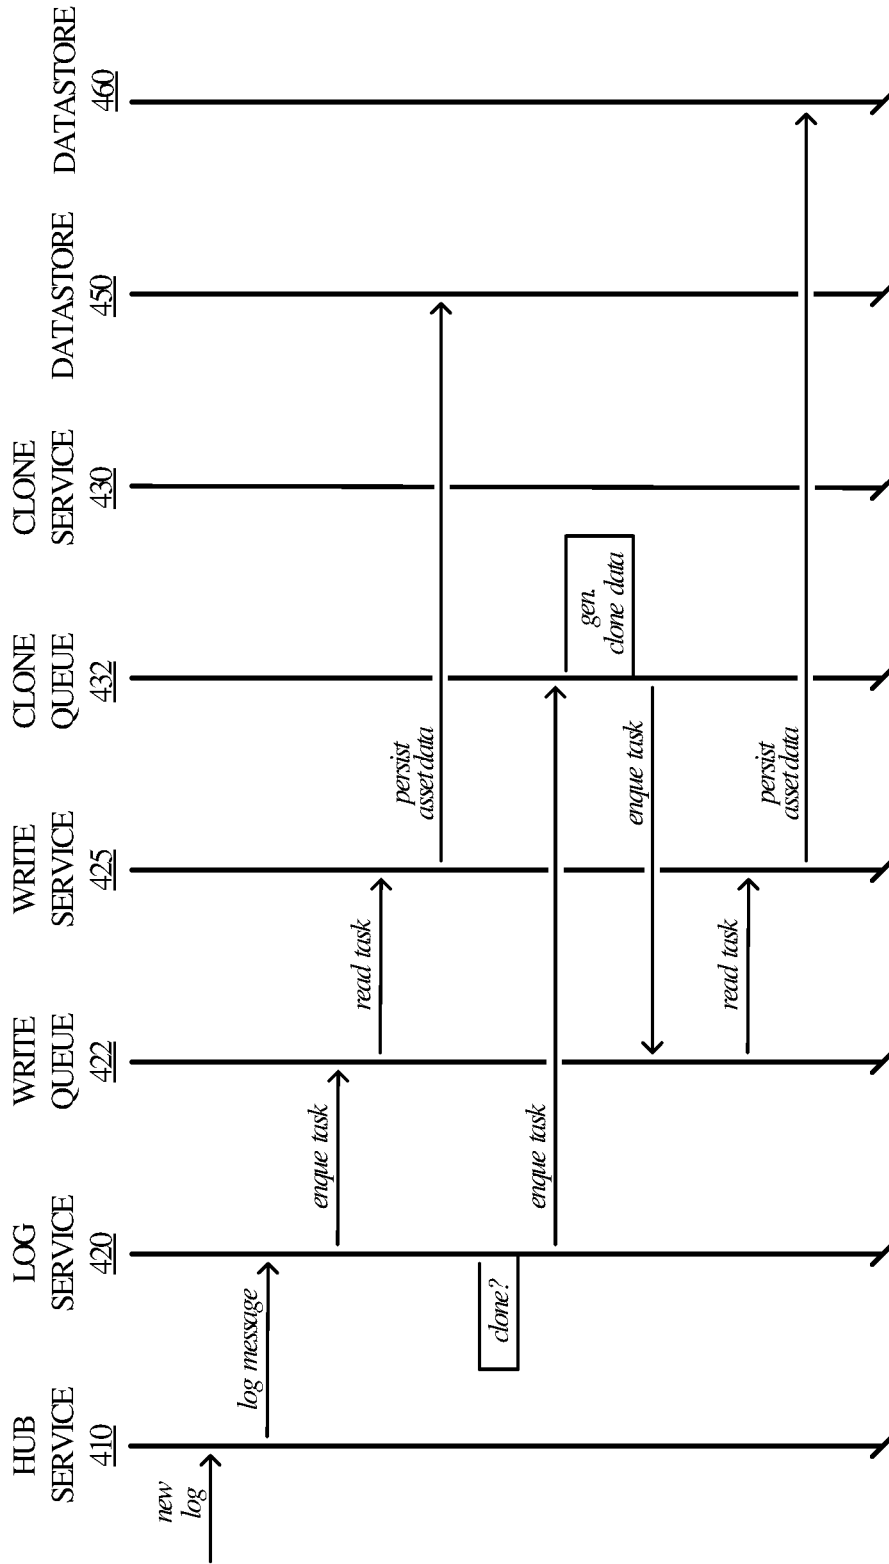 HUB
SERVICE
410
LOG
SERVICE
420
WRITE
QUEUE
422
WRITE
SERVICE
425
CLONE
QUEUE
432
CLONE
SERVICE
430
DATASTORE
450
DATASTORE
460
new
log
log message
enque task
read task
persist
asset data
clone?
enque task
gen.
clone data
enque task
read task
persist
asset data